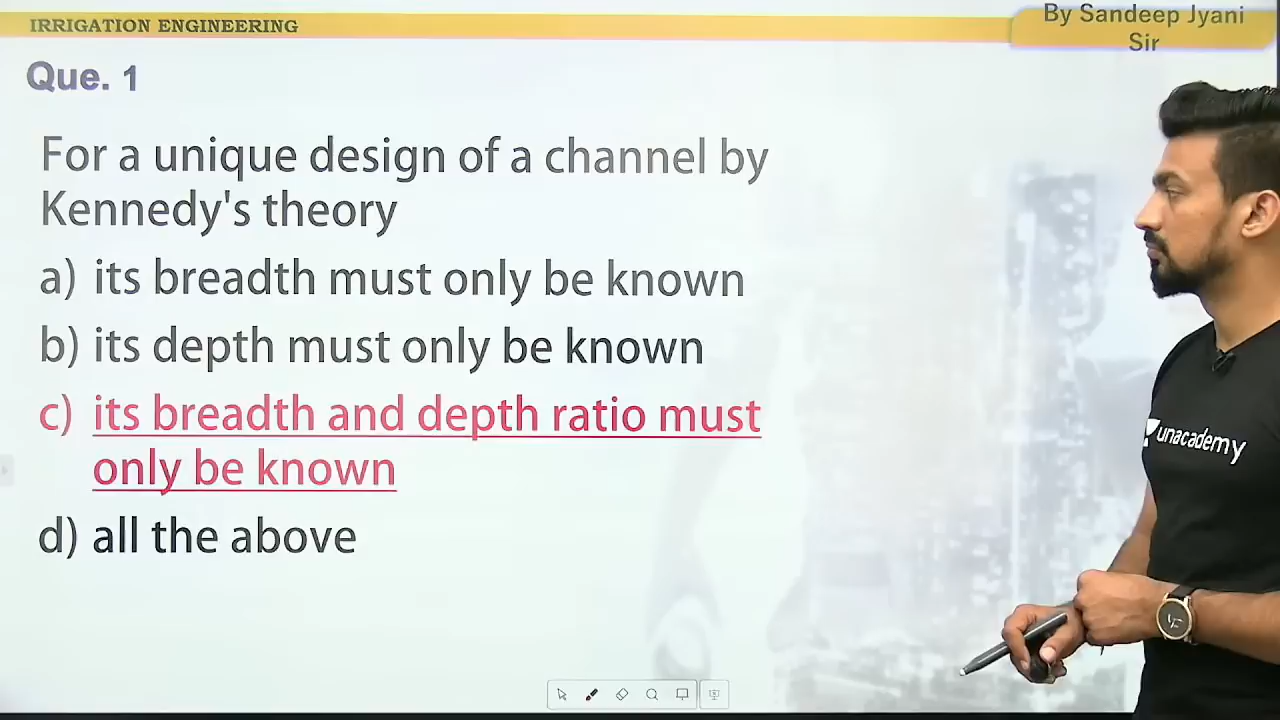 IRRIGATION ENGINEERING
By Sandeep Jyani
Sir
Que. 1
For a unique design of a channel by
Kennedy's theory
a) its breadth must only be known
b) its depth must only be known
c) its breadth and depth ratio must
only be known
d) all the above
unacademy